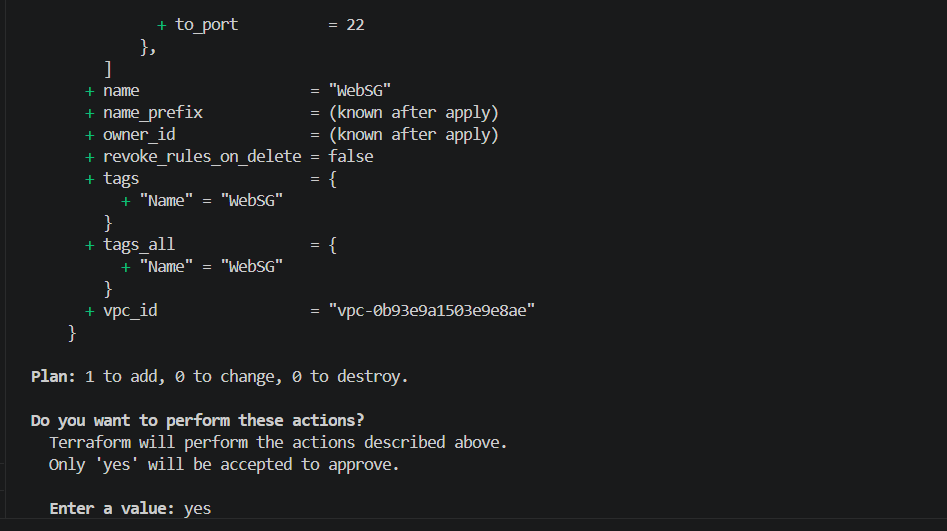 + to_port          = 22
},
]
+ name                   = "WebSG"
+ name_prefix            = (known after apply)
+ owner_id               = (known after apply)
+ revoke_rules_on_delete = false
+ tags                   = {
+ "Name" = "WebSG"
}
+ tags_all               = {
+ "Name" = "WebSG"
}
+ vpc_id                 = "vpc-0b93e9a1503e9e8ae"
}
Plan: 1 to add, 0 to change, 0 to destroy.
Do you want to perform these actions?
Terraform will perform the actions described above.
Only 'yes' will be accepted to approve.
Enter a value: yes